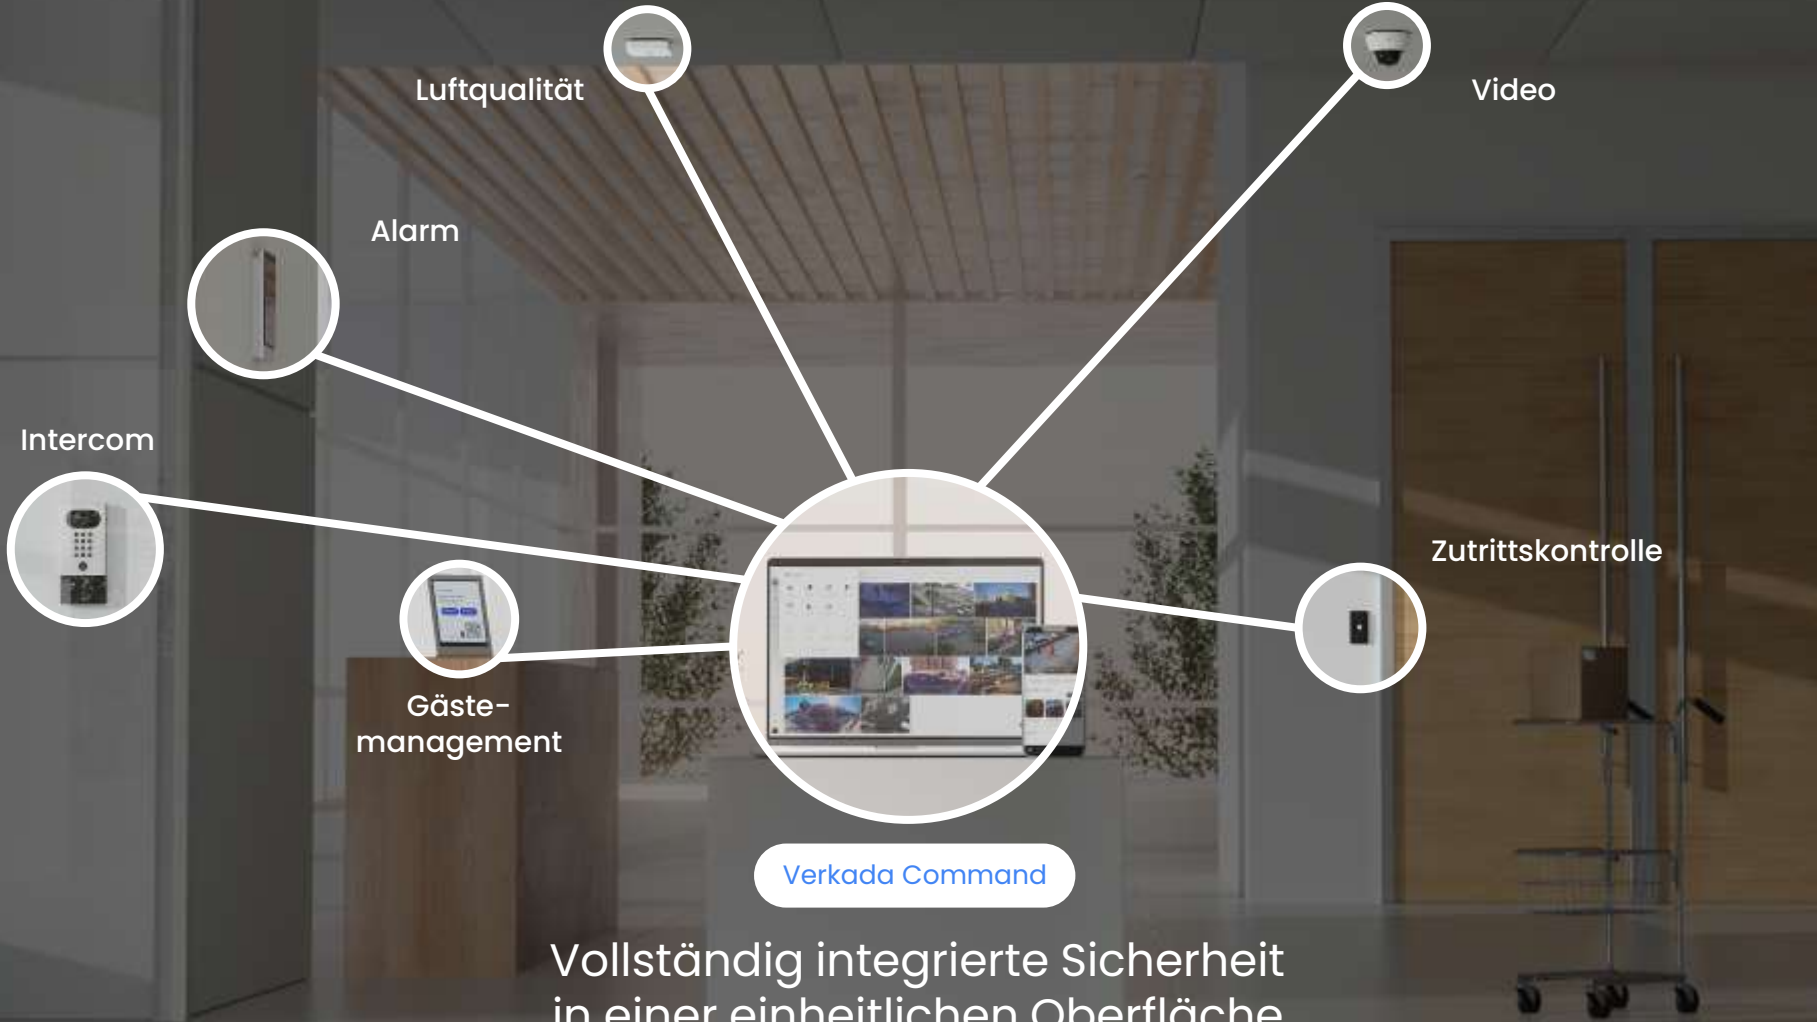 Luftqualität
Video
Alarm
Intercom
Zutrittskontrolle
Gäste-
management
Verkada Command
Vollständig integrierte Sicherheit
in einer einheitlichen Oberfläche